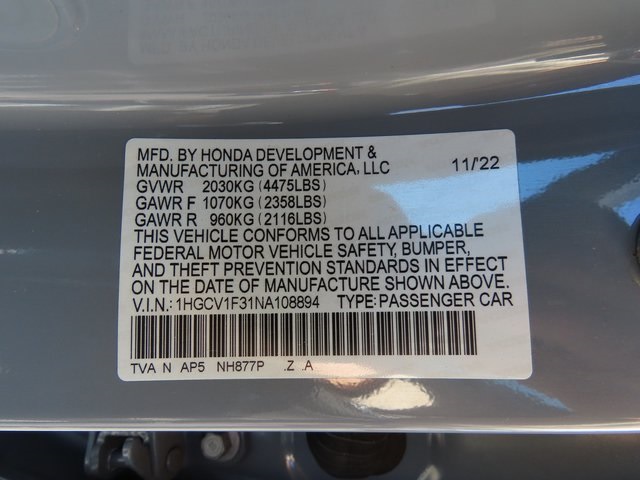 MFD. BY HONDA DEVELOPMENT &
MANUFACTURING OF AMERICA, LLC 11/'22
GVWR 2030KG (4475LBS)
GAWR F 1070KG (2358LBS)
GAWR R 960KG (2116LBS)
THIS VEHICLE CONFORMS TO ALL APPLICABLE
FEDERAL MOTOR VEHICLE SAFETY, BUMPER,
AND THEFT PREVENTION STANDARDS IN EFFECT
ON THE DATE OF MANUFACTURE SHOWN ABOVE.
V.I.N.: 1HGCV1F31NA108894 TYPE: PASSENGER CAR
TVA N AP5 NH877P .Z .A